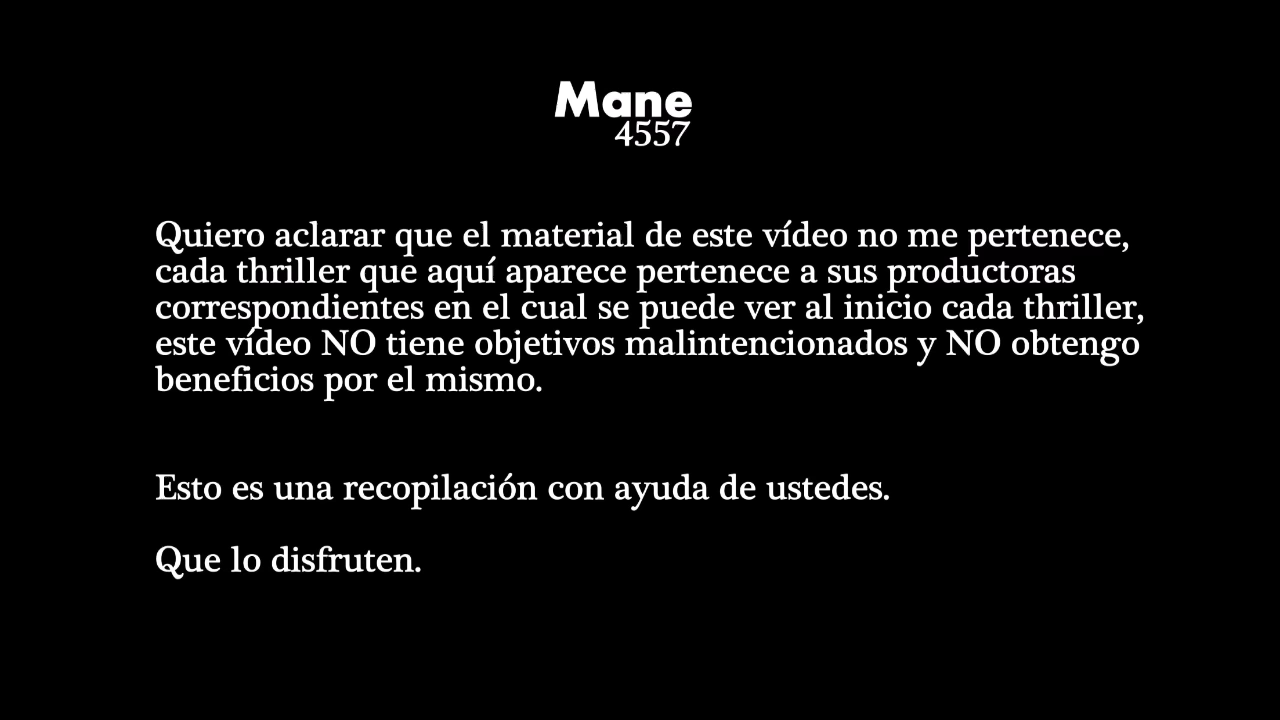 Mane
4557
Quiero aclarar que el material de este vídeo no me pertenece,
cada thriller que aquí aparece pertenece a sus productoras
correspondientes en el cual se puede ver al inicio cada thriller,
este vídeo NO tiene objetivos malintencionados y NO obtengo
beneficios por el mismo.
Esto es una recopilación con ayuda de ustedes.
Que lo disfruten.